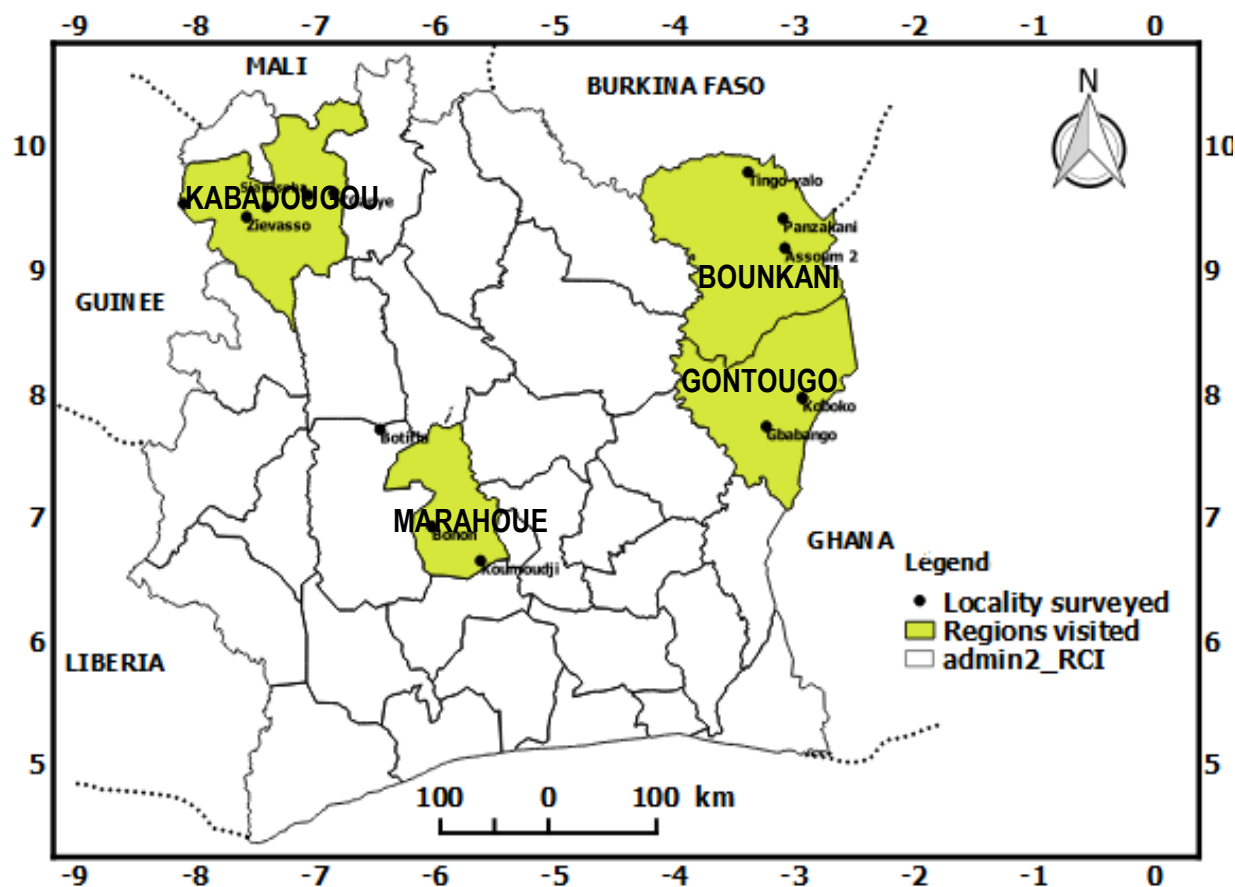 -9 -8 -7 -6 -5 -4 -3 -2 -1 0
MALI
BURKINA FASO
N
10 10
Tingo-yalo
KABADOUGOU
Zievasso
Panzakani
Assoum 2
9 9
BOUNKANI
GUINEE
8 8
GONTOUGO
Koboko
Gbabango
7 7
MARAHOUE
Bonon
Koumoudji
GHANA
Légend
Locality surveyed
6 6
Regions visited
LIBERIA
admin2_RCI
5 5
100 0 100 km
-9 -8 -7 -6 -5 -4 -3 -2 -1 0